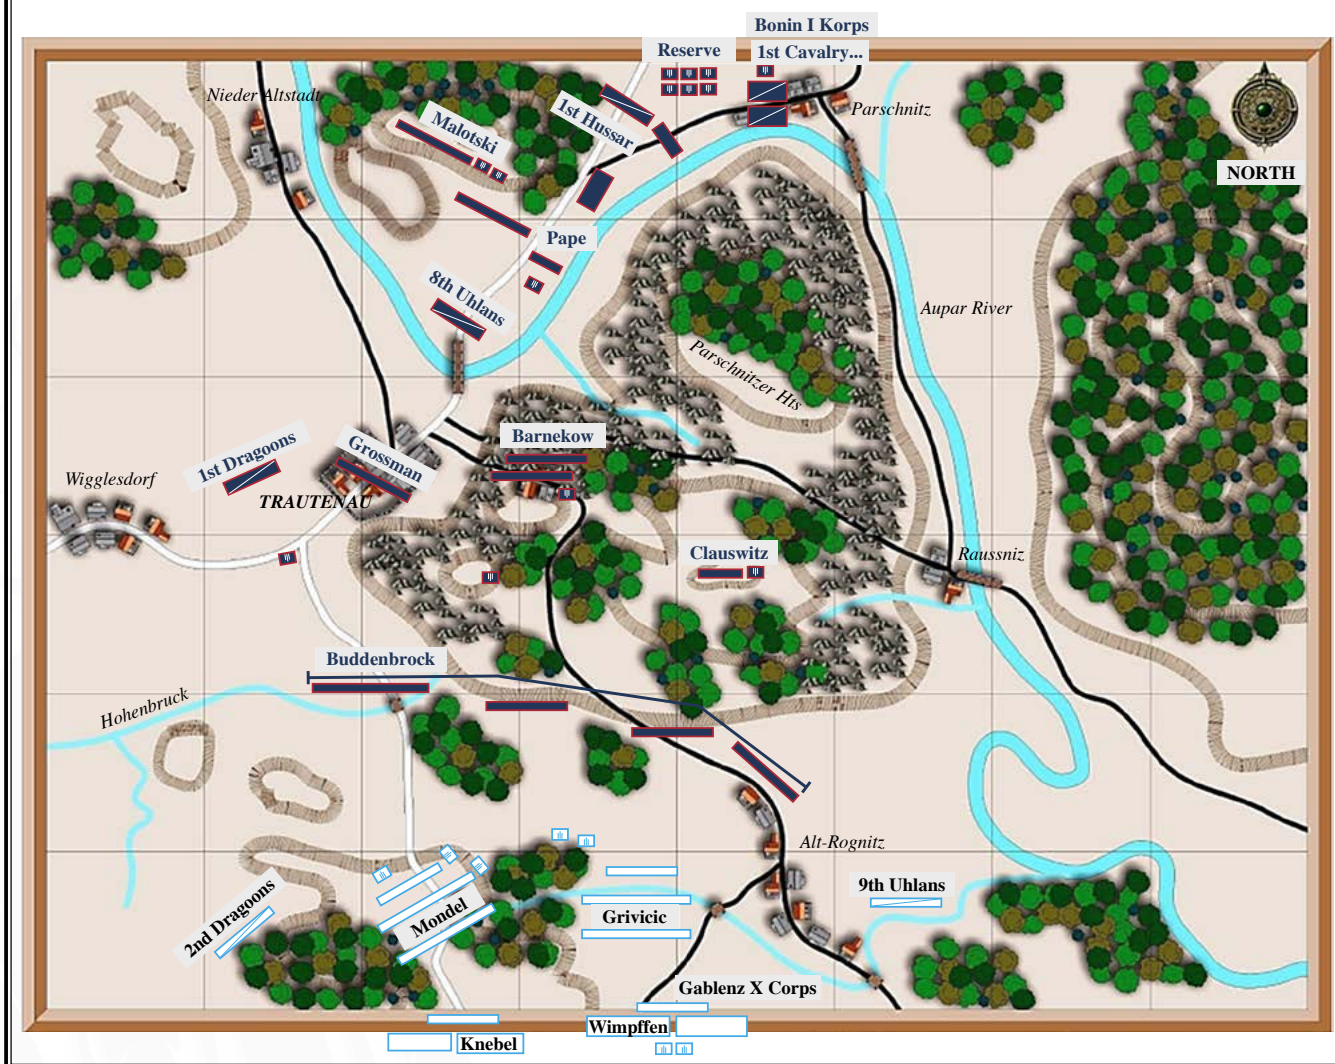 Bonin I Korps
Reserve
1st Cavalry...
Nieder Altstadt
1st Hussar
Parschnitz
Malotski
NORTH
Pape
8th Uhlans
Aupar River
Parschnitzer Hts
1st Dragoons
Grossman
Barnekow
Wigglesdorf
TRAUTENAU
Clauswitz
Raussniz
Buddenbrock
Hohenbruck
Alt-Rognitz
9th Uhlans
2nd Dragoons
Mondel
Grivicic
Gablenz X Corps
Wimpffen
Knebel